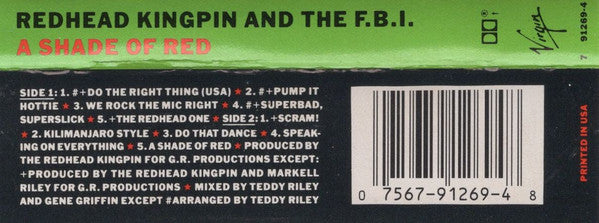 REDHEAD KINGPIN AND THE F.B.I.
A SHADE OF RED
Virgin
7 91269-4
SIDE 1: 1. #+DO THE RIGHT THING (USA) ★ 2. #+PUMP IT
HOTTIE ★ 3. WE ROCK THE MIC RIGHT ★ 4. #+SUPERBAD,
SUPERSLICK ★ 5. +THE REDHEAD ONE ★ SIDE 2: 1. +SCRAM!
★ 2. KILIMANJARO STYLE ★ 3. DO THAT DANCE ★ 4. SPEAK-
ING ON EVERYTHING ★ 5. A SHADE OF RED ★ PRODUCED BY
THE REDHEAD KINGPIN FOR G.R. PRODUCTIONS EXCEPT:
+PRODUCED BY THE REDHEAD KINGPIN AND MARKELL
RILEY FOR G.R. PRODUCTIONS ★ MIXED BY TEDDY RILEY
AND GENE GRIFFIN EXCEPT #ARRANGED BY TEDDY RILEY
0 7567-91269-4 8
PRINTED IN USA